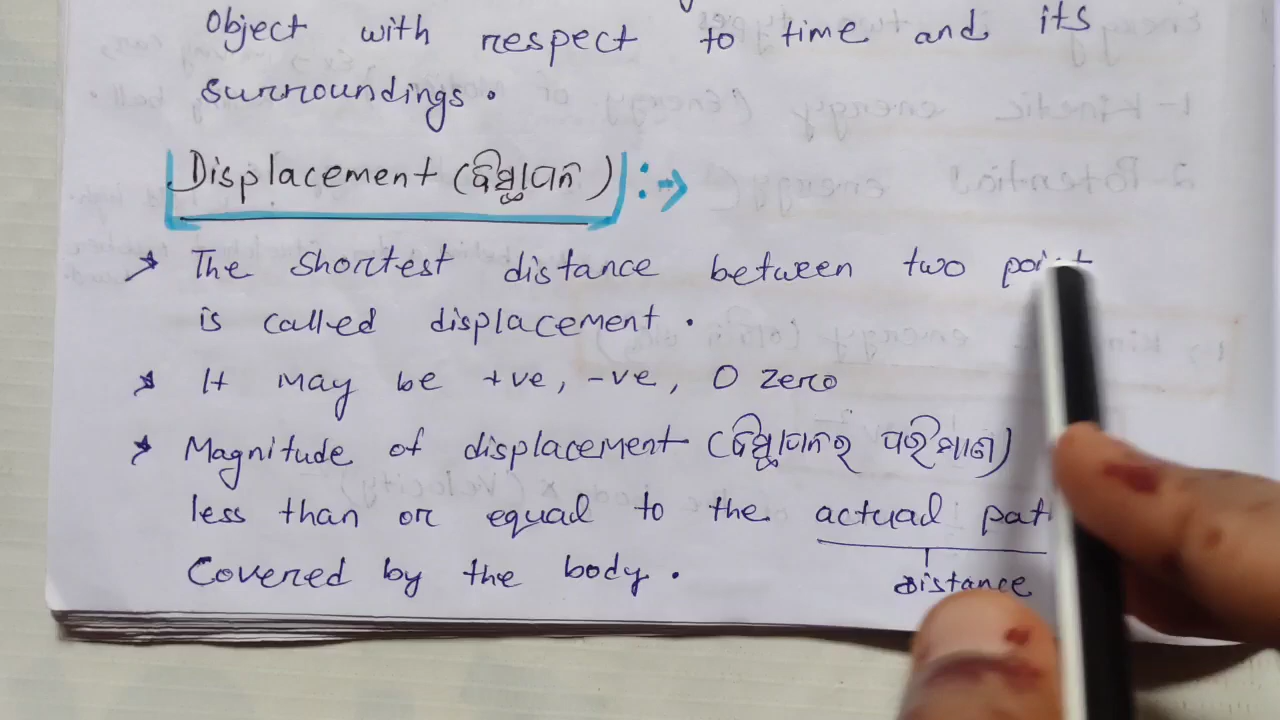 Object with respect to time and its
surroundings.
Displacement (ବିସ୍ଥାପନ) :→
The Shortest distance between two point
is called displacement.
It may be +ve, -ve, 0 zero
Magnitude of displacement (ବିସ୍ଥାପନର ପରିମାଣ)
less than or equal to the actual pat
Covered by the body.
distance